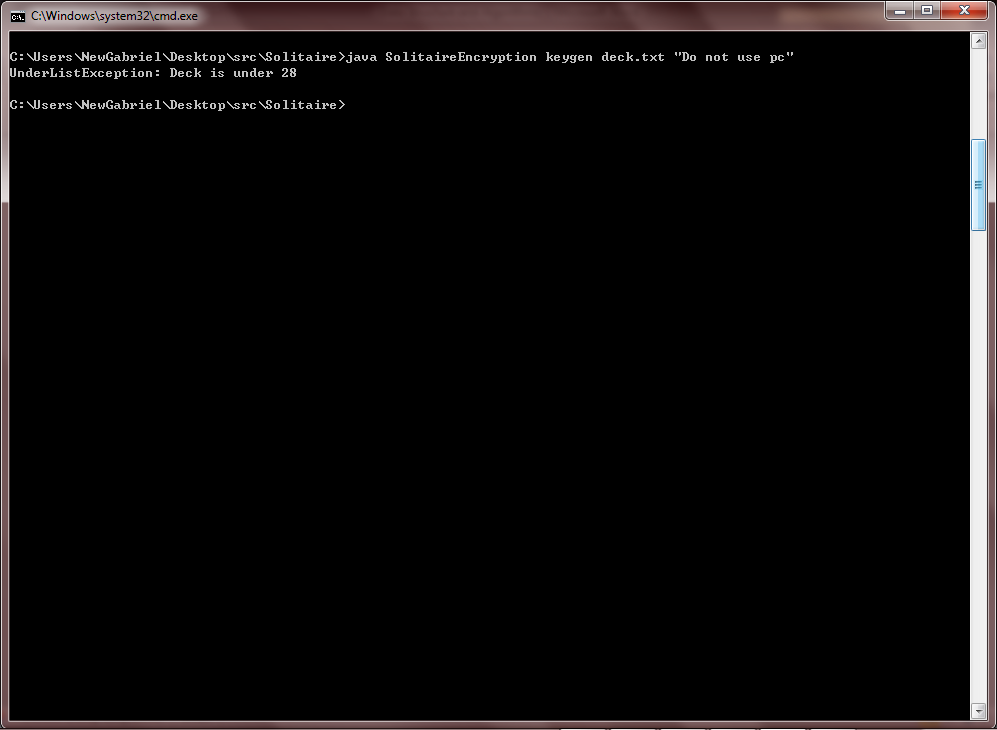 C:\Windows\system32\cmd.exe
C:\Users\NewGabriel\Desktop\src\Solitaire>java SolitaireEncryption keygen deck.txt "Do not use pc"
UnderListException: Deck is under 28
C:\Users\NewGabriel\Desktop\src\Solitaire>